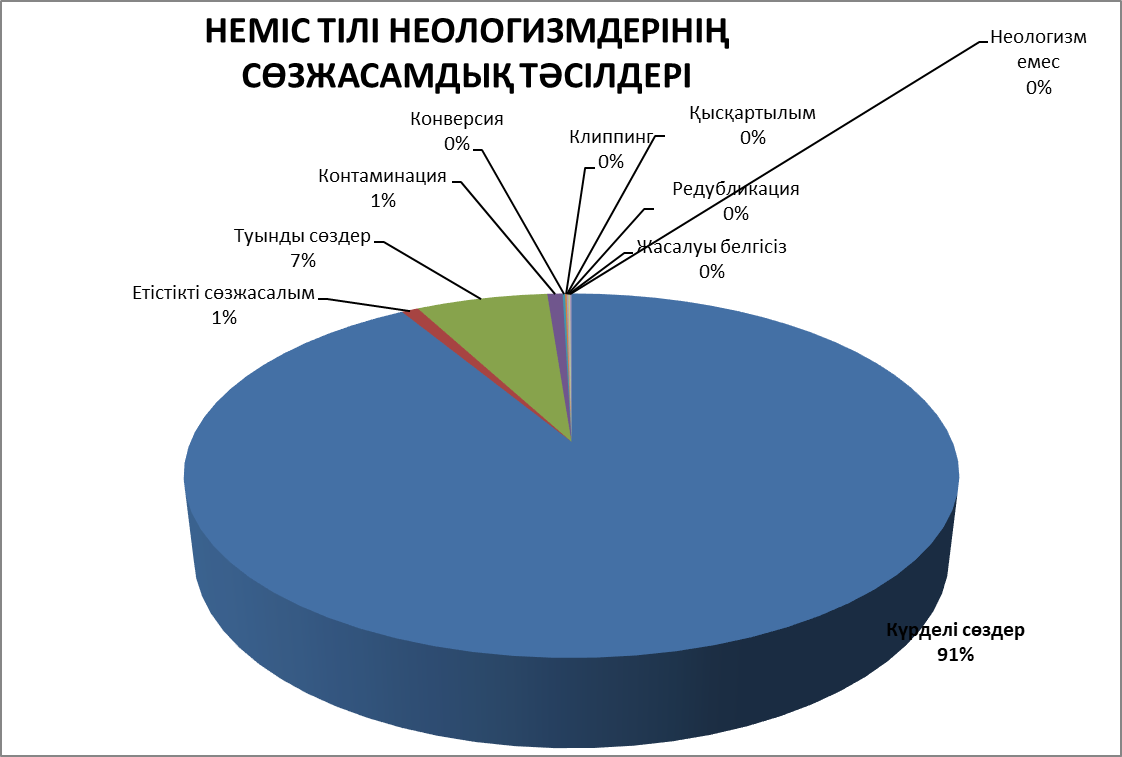 НЕМІС ТІЛІ НЕОЛОГИЗМДЕРІНІҢ
СӨЗЖАСАМДЫҚ ТӘСІЛДЕРІ
Неологизм
емес
0%
Қысқартылым
0%
Конверсия
0%
Клиппинг
0%
Контаминация
1%
Редубликация
0%
Туынды сөздер
7%
Жасалуы белгісіз
0%
Етістікті сөзжасалым
1%
Күрделі сөздер
91%